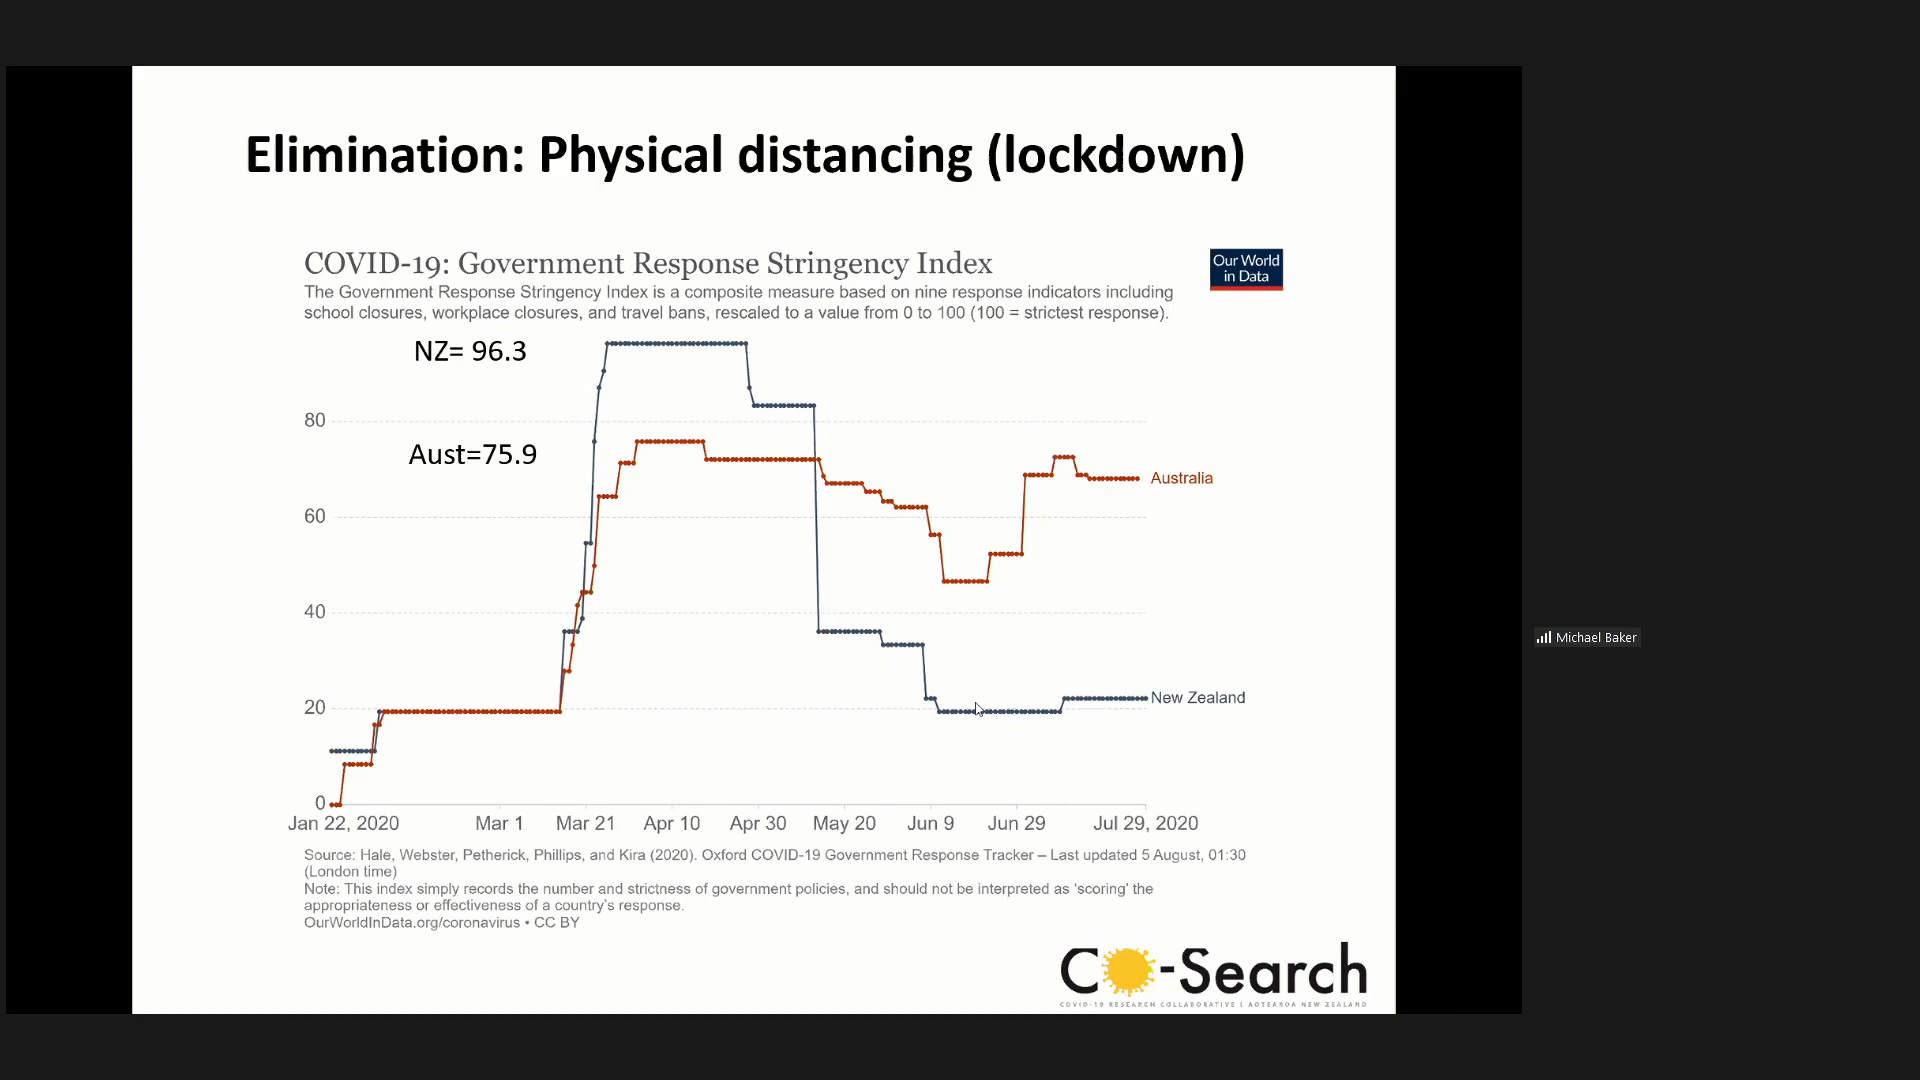 Elimination: Physical distancing (lockdown)
COVID-19: Government Response Stringency Index
Our World
in Data
The Government Response Stringency Index is a composite measure based on nine response indicators including
school closures, workplace closures, and travel bans, rescaled to a value from 0 to 100 (100 = strictest response).
NZ= 96.3
80
Aust=75.9
Australia
60
40
Michael Baker
New Zealand
20
0
Jan 22, 2020
Mar 1
Mar 21
Apr 10
Apr 30
May 20
Jun 9
Jun 29
Jul 29, 2020
Source: Hale, Webster, Petherick, Phillips, and Kira (2020). Oxford COVID-19 Government Response Tracker – Last updated 5 August, 01:30
(London time)
Note: This index simply records the number and strictness of government policies, and should not be interpreted as ‘scoring’ the
appropriateness or effectiveness of a country's response.
OurWorldInData.org/coronavirus • CC BY
CO-Search
COVID-19 RESEARCH COLLABORATIVE | AOTEAROA NEW ZEALAND